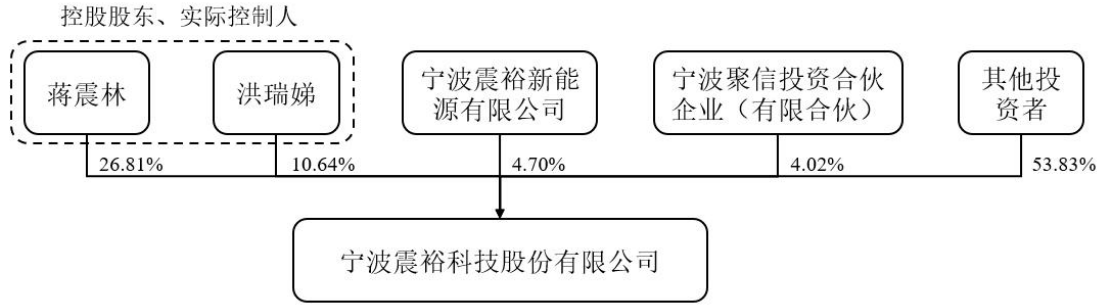 控股股东、实际控制人
蒋震林
洪瑞娣
宁波震裕新能
源有限公司
宁波聚信投资合伙
企业（有限合伙）
其他投
资者
26.81%
10.64%
4.70%
4.02%
53.83%
宁波震裕科技股份有限公司